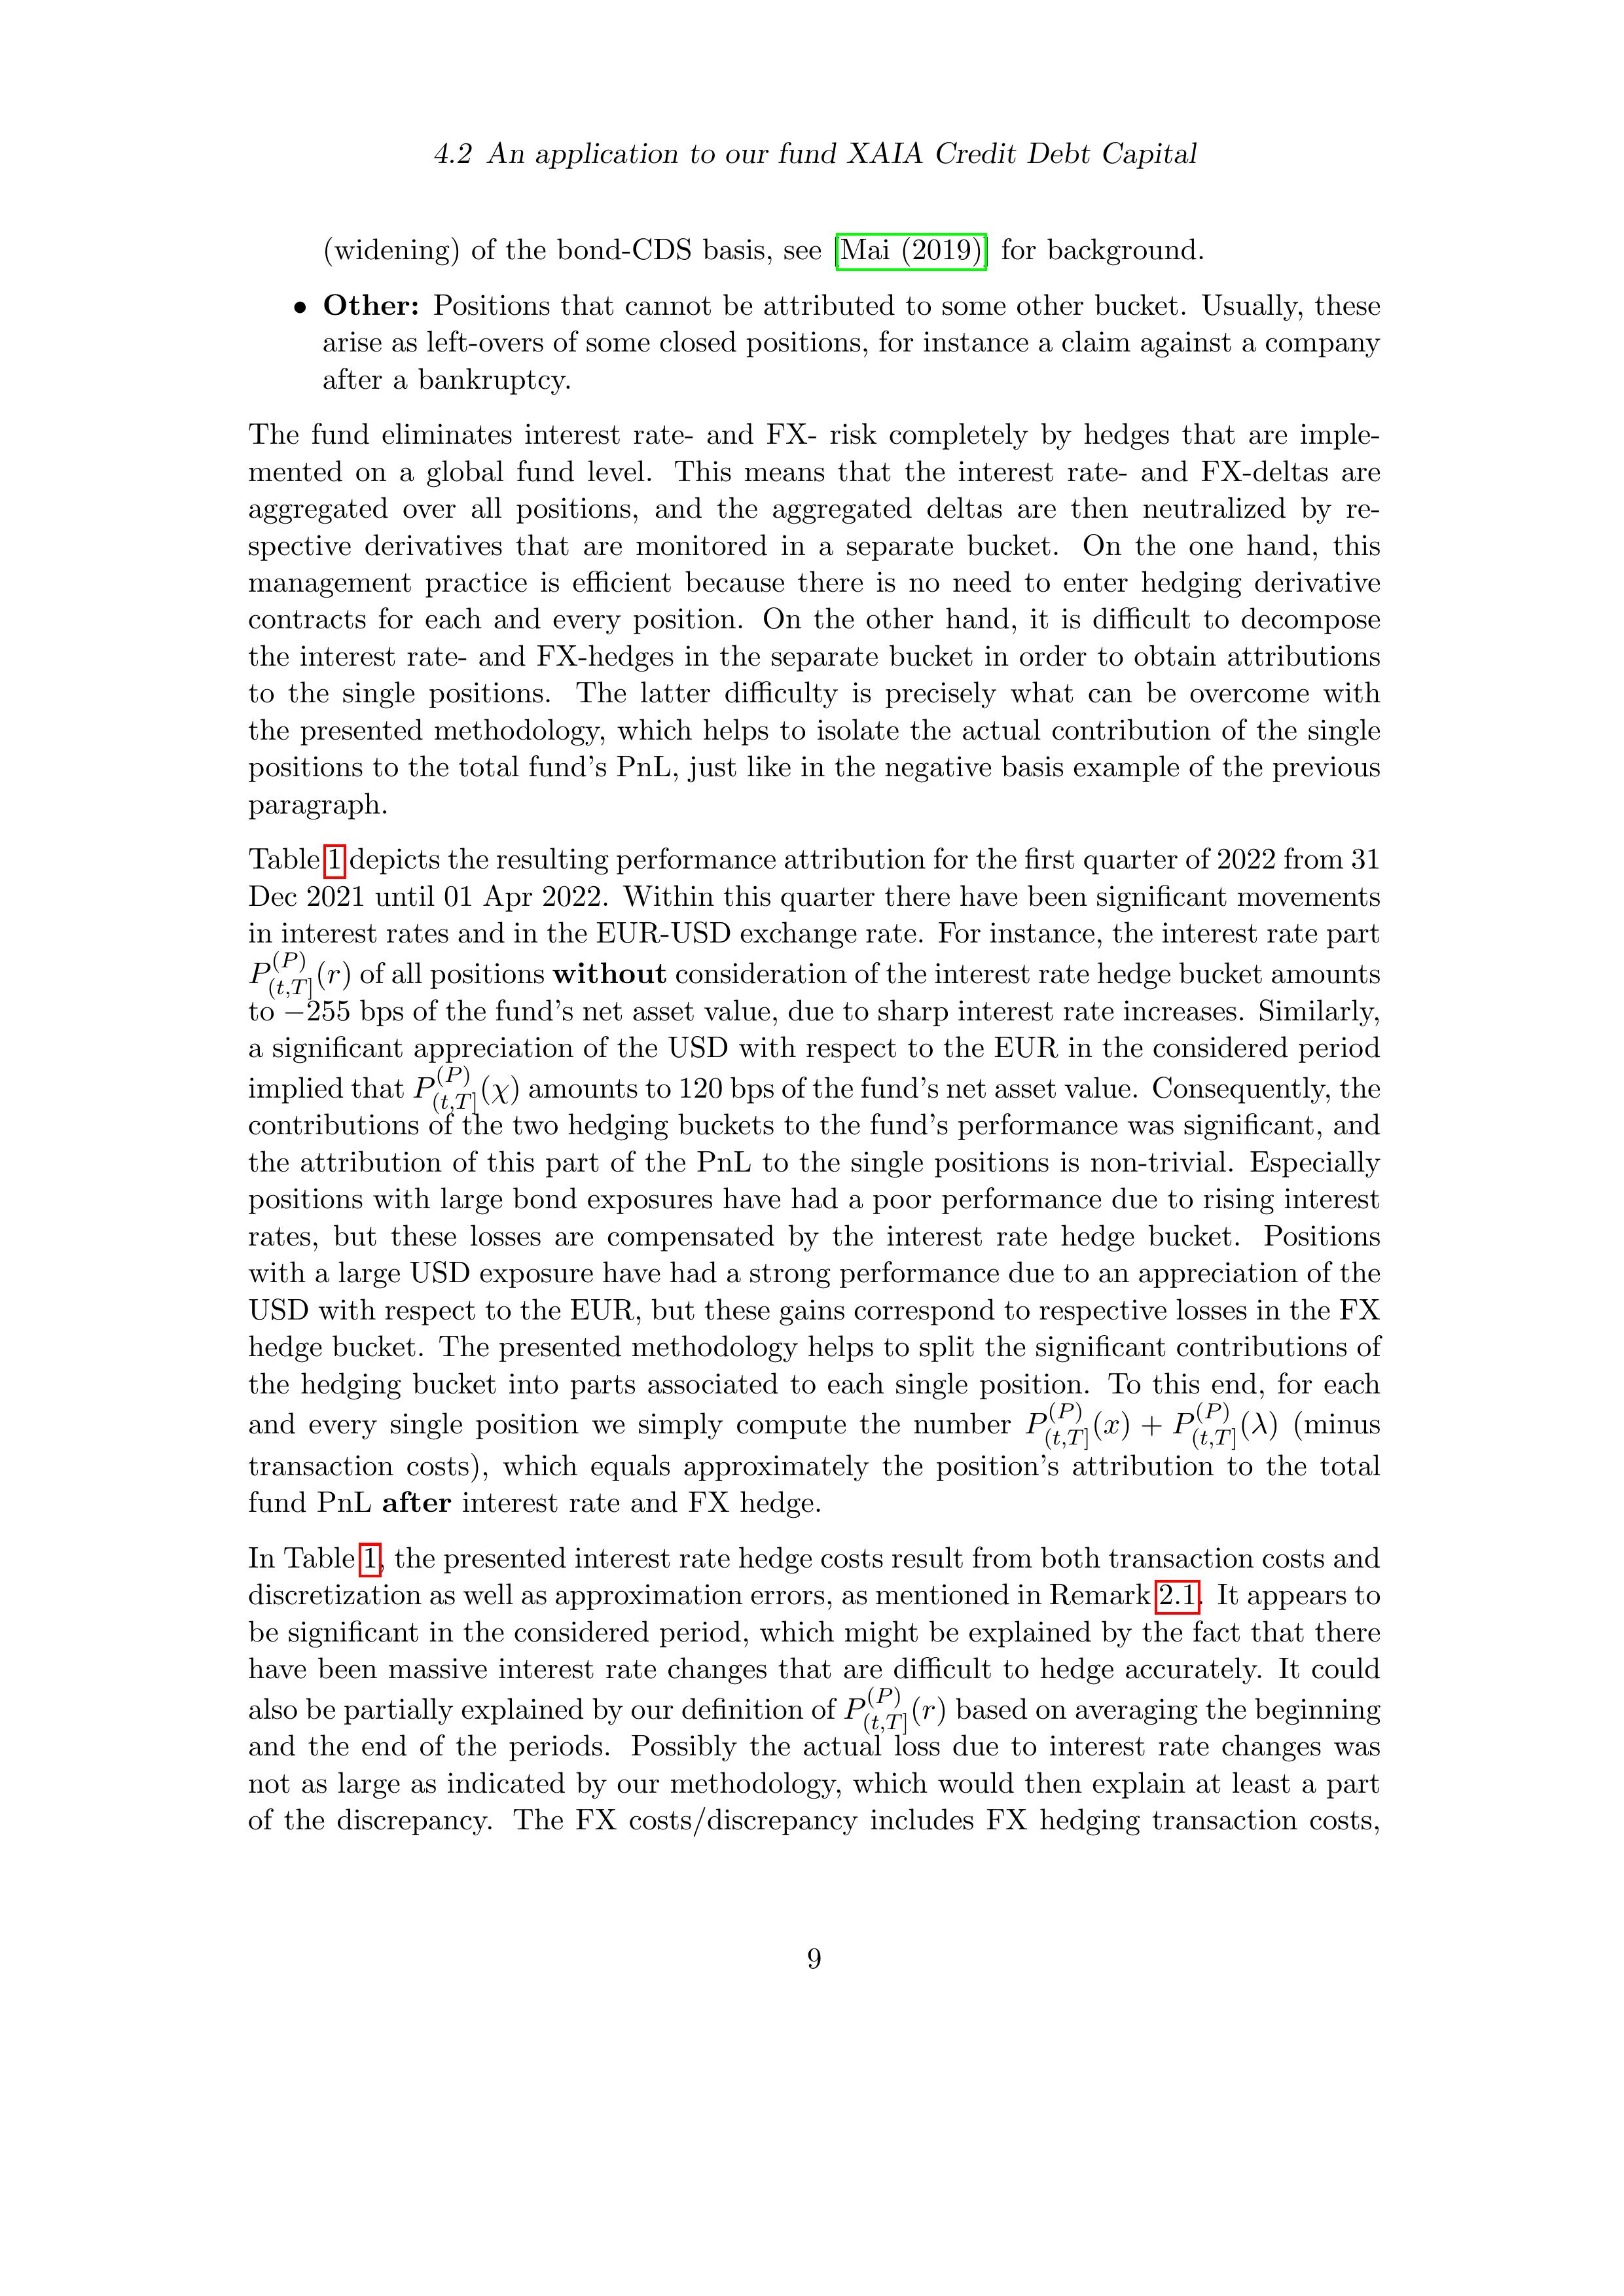 4.2 An application to our fund XAIA Credit Debt Capital
(widening) of the bond-CDS basis, see Mai (2019) for background.
• Other: Positions that cannot be attributed to some other bucket. Usually, these
arise as left-overs of some closed positions, for instance a claim against a company
after a bankruptcy.
The fund eliminates interest rate- and FX- risk completely by hedges that are imple-
mented on a global fund level. This means that the interest rate- and FX-deltas are
aggregated over all positions, and the aggregated deltas are then neutralized by re-
spective derivatives that are monitored in a separate bucket. On the one hand, this
management practice is efficient because there is no need to enter hedging derivative
contracts for each and every position. On the other hand, it is difficult to decompose
the interest rate- and FX-hedges in the separate bucket in order to obtain attributions
to the single positions. The latter difficulty is precisely what can be overcome with
the presented methodology, which helps to isolate the actual contribution of the single
positions to the total fund's PnL, just like in the negative basis example of the previous
paragraph.
Table 1 depicts the resulting performance attribution for the first quarter of 2022 from 31
Dec 2021 until 01 Apr 2022. Within this quarter there have been significant movements
in interest rates and in the EUR-USD exchange rate. For instance, the interest rate part
P^{(P)}_{(t,T]}(r) of all positions without consideration of the interest rate hedge bucket amounts
to −255 bps of the fund's net asset value, due to sharp interest rate increases. Similarly,
a significant appreciation of the USD with respect to the EUR in the considered period
implied that P^{(P)}_{(t,T]}(χ) amounts to 120 bps of the fund's net asset value. Consequently, the
contributions of the two hedging buckets to the fund's performance was significant, and
the attribution of this part of the PnL to the single positions is non-trivial. Especially
positions with large bond exposures have had a poor performance due to rising interest
rates, but these losses are compensated by the interest rate hedge bucket. Positions
with a large USD exposure have had a strong performance due to an appreciation of the
USD with respect to the EUR, but these gains correspond to respective losses in the FX
hedge bucket. The presented methodology helps to split the significant contributions of
the hedging bucket into parts associated to each single position. To this end, for each
and every single position we simply compute the number P^{(P)}_{(t,T]}(x) + P^{(P)}_{(t,T]}(λ) (minus
transaction costs), which equals approximately the position's attribution to the total
fund PnL after interest rate and FX hedge.
In Table 1, the presented interest rate hedge costs result from both transaction costs and
discretization as well as approximation errors, as mentioned in Remark 2.1. It appears to
be significant in the considered period, which might be explained by the fact that there
have been massive interest rate changes that are difficult to hedge accurately. It could
also be partially explained by our definition of P^{(P)}_{(t,T]}(r) based on averaging the beginning
and the end of the periods. Possibly the actual loss due to interest rate changes was
not as large as indicated by our methodology, which would then explain at least a part
of the discrepancy. The FX costs/discrepancy includes FX hedging transaction costs,
9